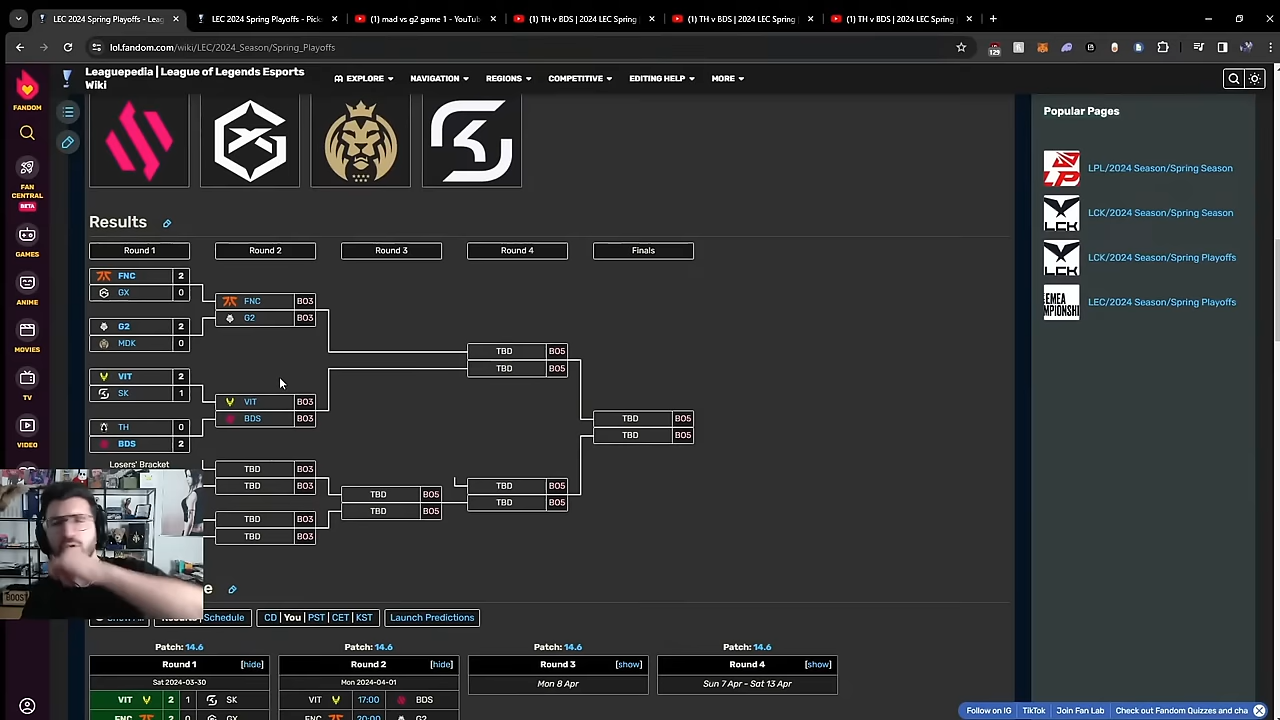 LEC 2024 Spring Playoffs - Leag
LEC 2024 Spring Playoffs - Pick
(1) mad vs g2 game 1 - YouTub
(1) TH v BDS | 2024 LEC Spring
(1) TH v BDS | 2024 LEC Spring
(1) TH v BDS | 2024 LEC Spring
lol.fandom.com/wiki/LEC/2024_Season/Spring_Playoffs
Leaguepedia | League of Legends Esports
Wiki
EXPLORE
NAVIGATION
REGIONS
COMPETITIVE
EDITING HELP
MORE
FANDOM
FAN
CENTRAL
BETA
GAMES
ANIME
MOVIES
TV
VIDEO
Popular Pages
LPL/2024 Season/Spring Season
LCK/2024 Season/Spring Season
LCK/2024 Season/Spring Playoffs
LEC/2024 Season/Spring Playoffs
Results
Round 1
Round 2
Round 3
Round 4
Finals
FNC 2
GX 0
G2 2
MDK 0
VIT 2
SK 1
TH 0
BDS 2
Losers' Bracket
FNC BO3
G2 BO3
VIT BO3
BDS BO3
TBD BO3
TBD BO3
TBD BO3
TBD BO3
TBD BO5
TBD BO5
TBD BO5
TBD BO5
TBD BO5
TBD BO5
TBD BO5
TBD BO5
CD | You | PST | CET | KST
Launch Predictions
Patch: 14.6
Patch: 14.6
Patch: 14.6
Patch: 14.6
Round 1 [hide]
Round 2 [hide]
Round 3 [show]
Round 4 [show]
Sat 2024-03-30
Mon 2024-04-01
Mon 8 Apr
Sun 7 Apr - Sat 13 Apr
VIT 2 1 SK
VIT 17:00 BDS
FNC 2 0 GX
FNC 20:00 G2
Follow on IG
TikTok
Join Fan Lab
Check out Fandom Quizzes and cha